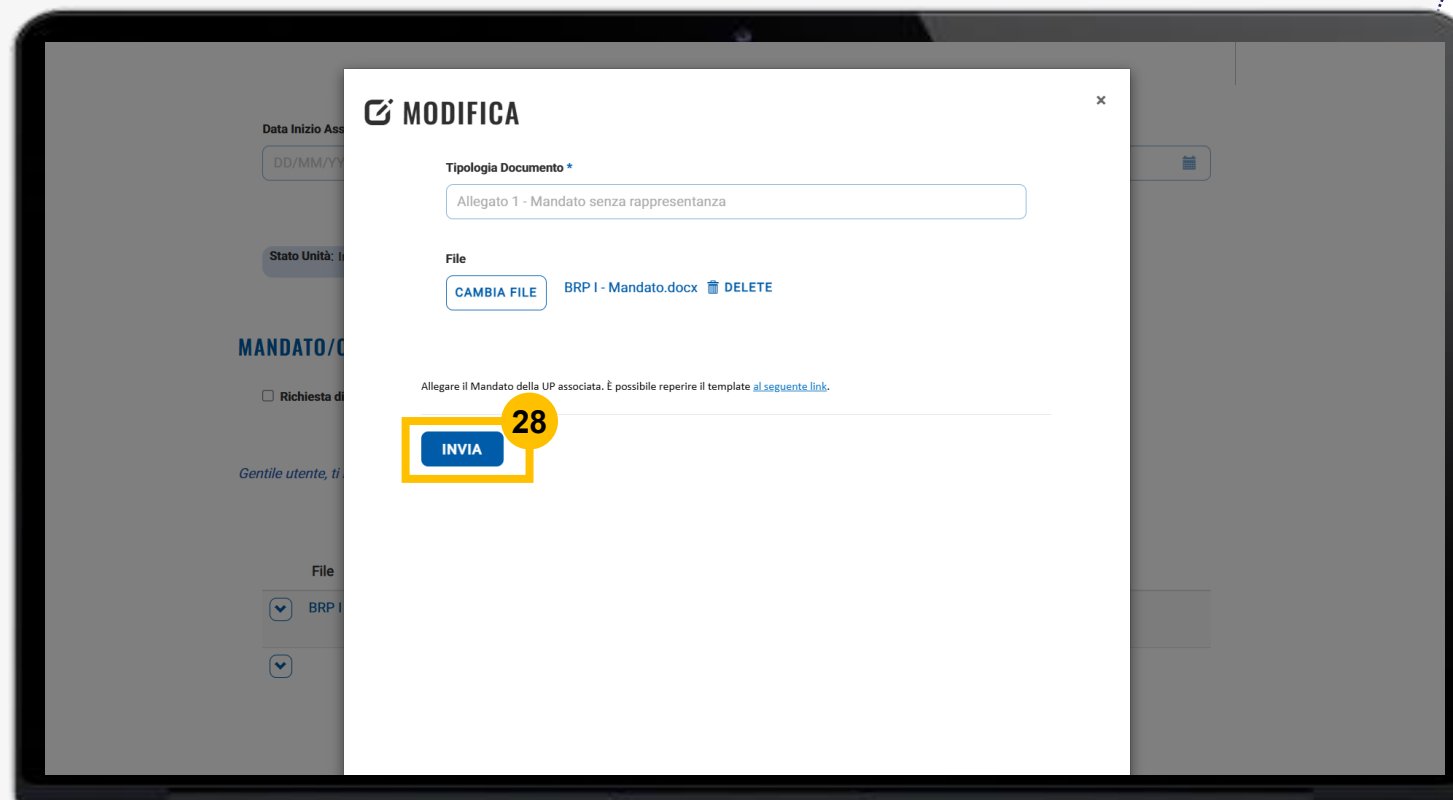 MODIFICA
×
Data Inizio Ass
DD/MM/YY
Tipologia Documento *
Allegato 1 - Mandato senza rappresentanza
Stato Unità:
File
CAMBIA FILE
BRP I - Mandato.docx
DELETE
MANDATO/
Allegare il Mandato della UP associata. È possibile reperire il template al seguente link.
Richiesta di
28
INVIA
Gentile utente, ti
File
BRP I